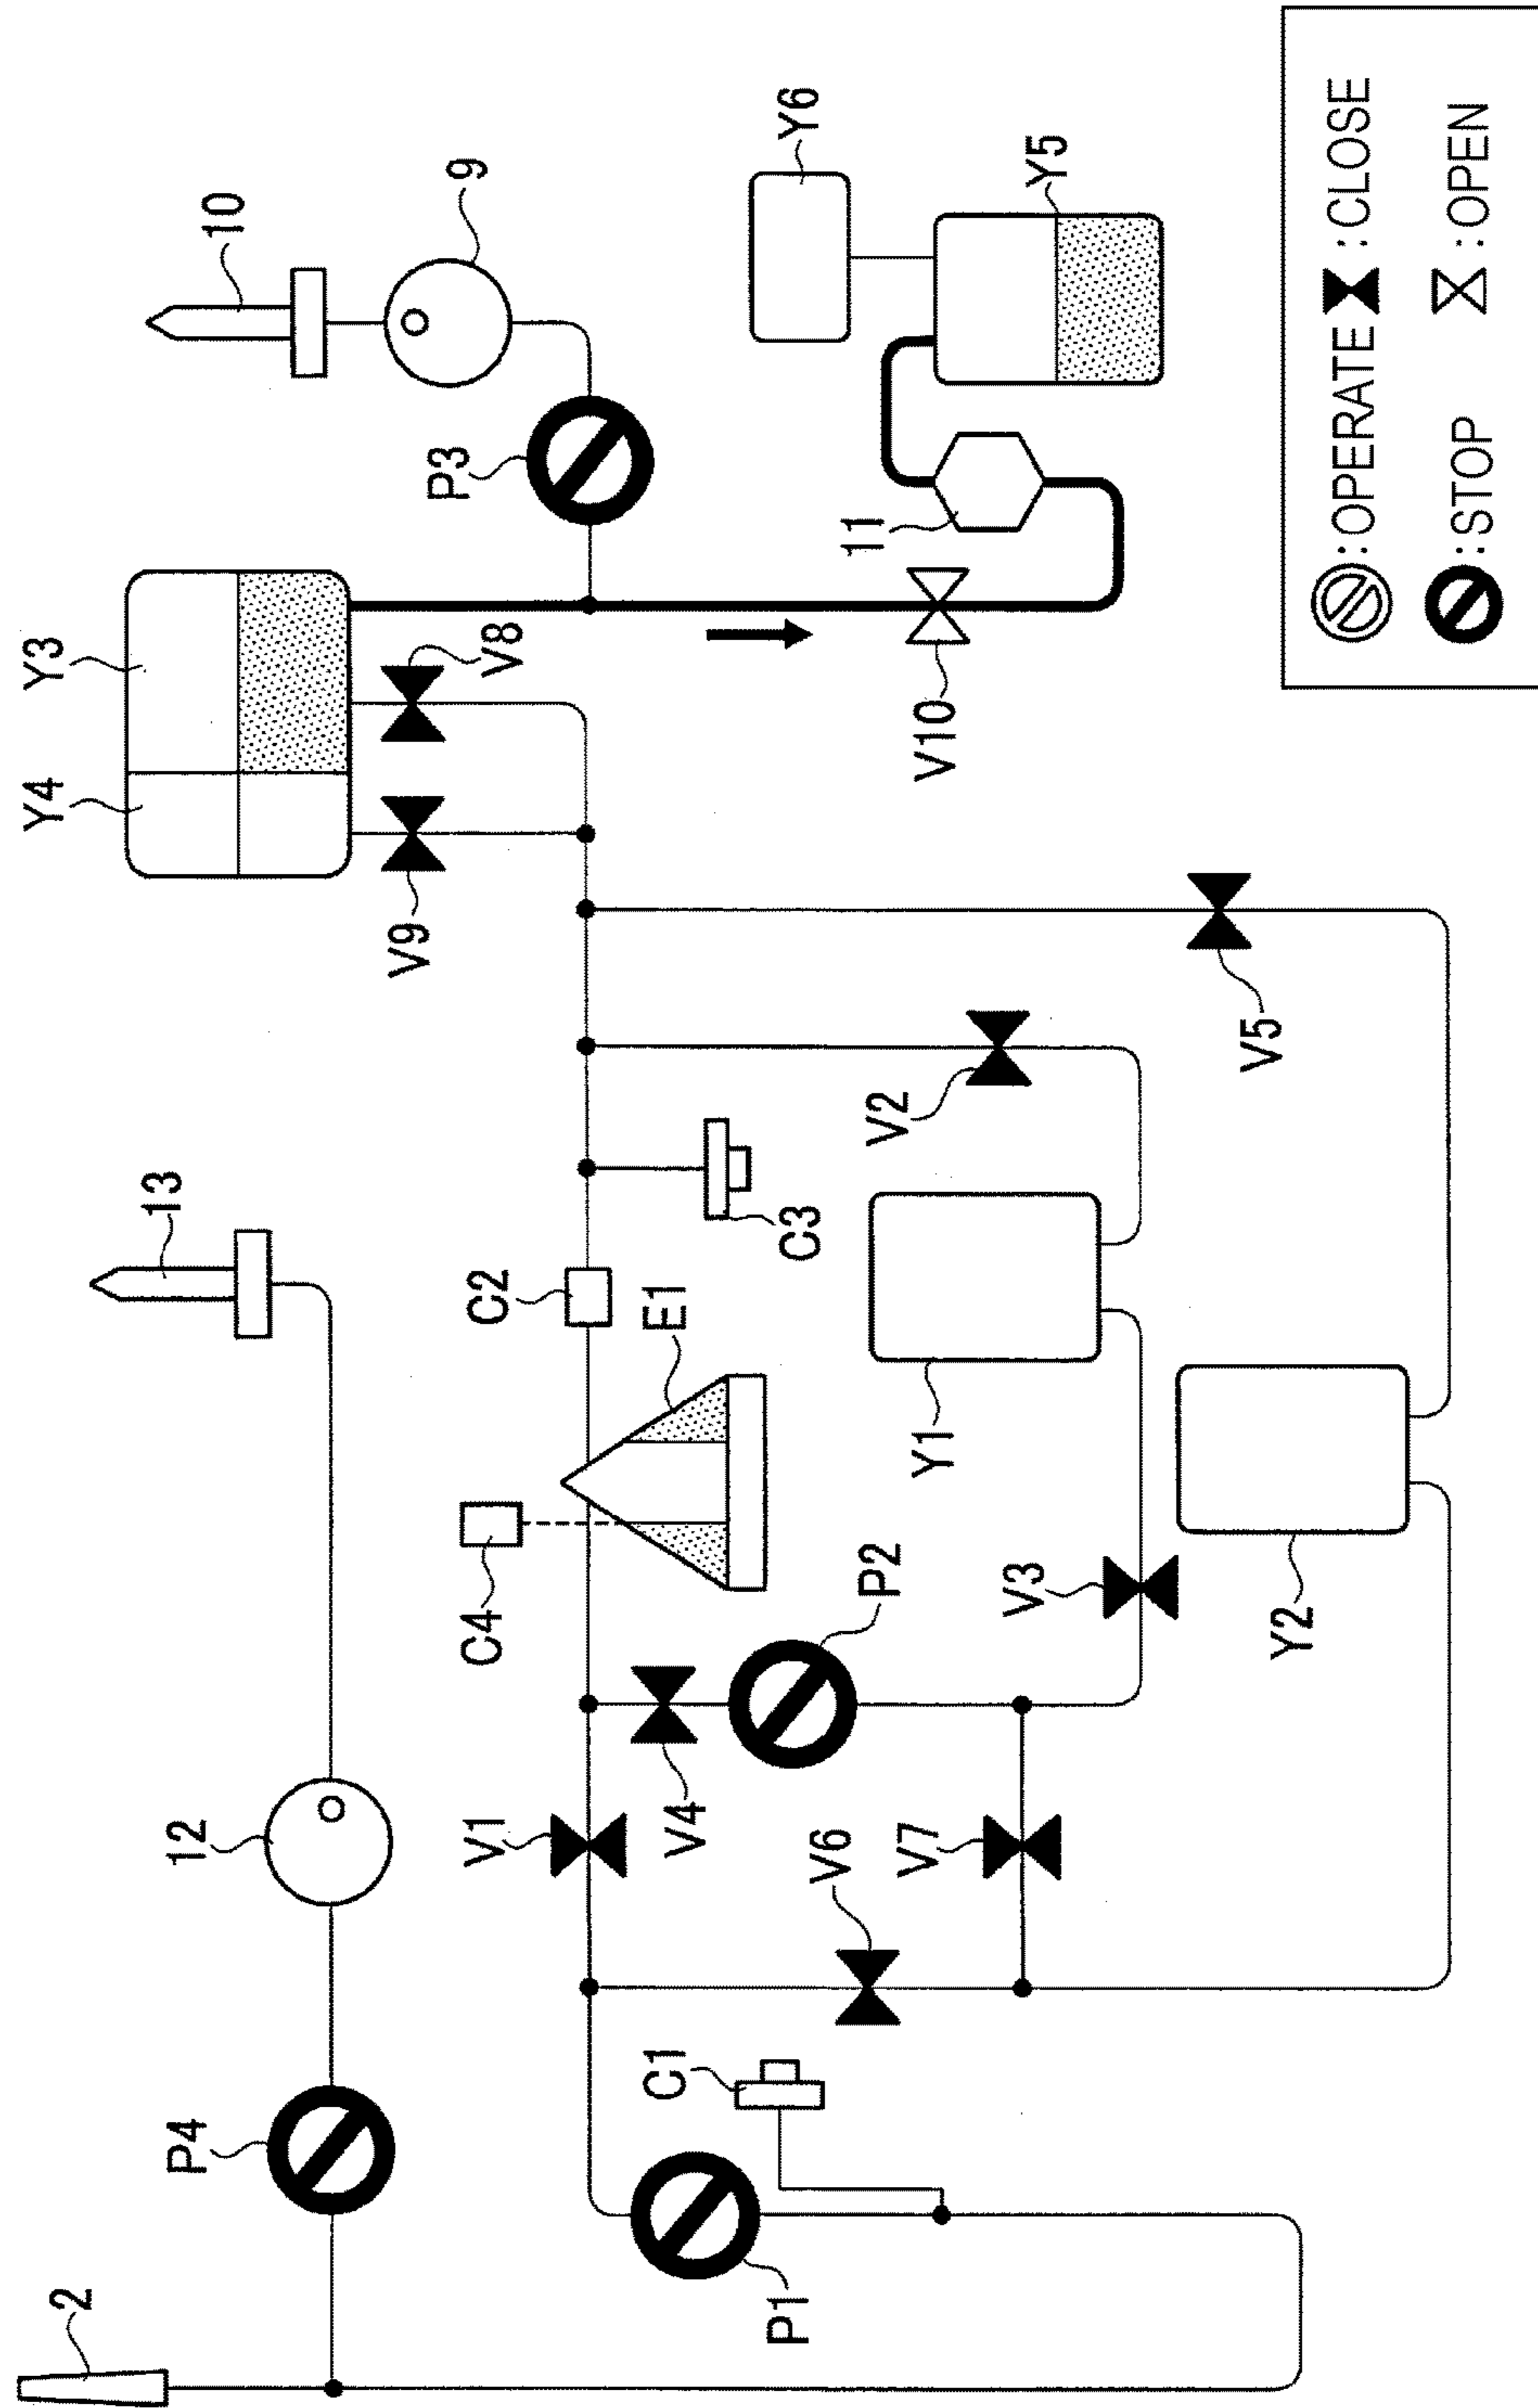 2
P4
12
13
P1
C1
V1
V6
V4
V7
P2
C4
V3
Y2
E1
Y1
C2
C3
V2
V5
V9
Y4
Y3
V8
V10
P3
11
10
9
Y6
Y5
:OPERATE
:CLOSE
:STOP
:OPEN